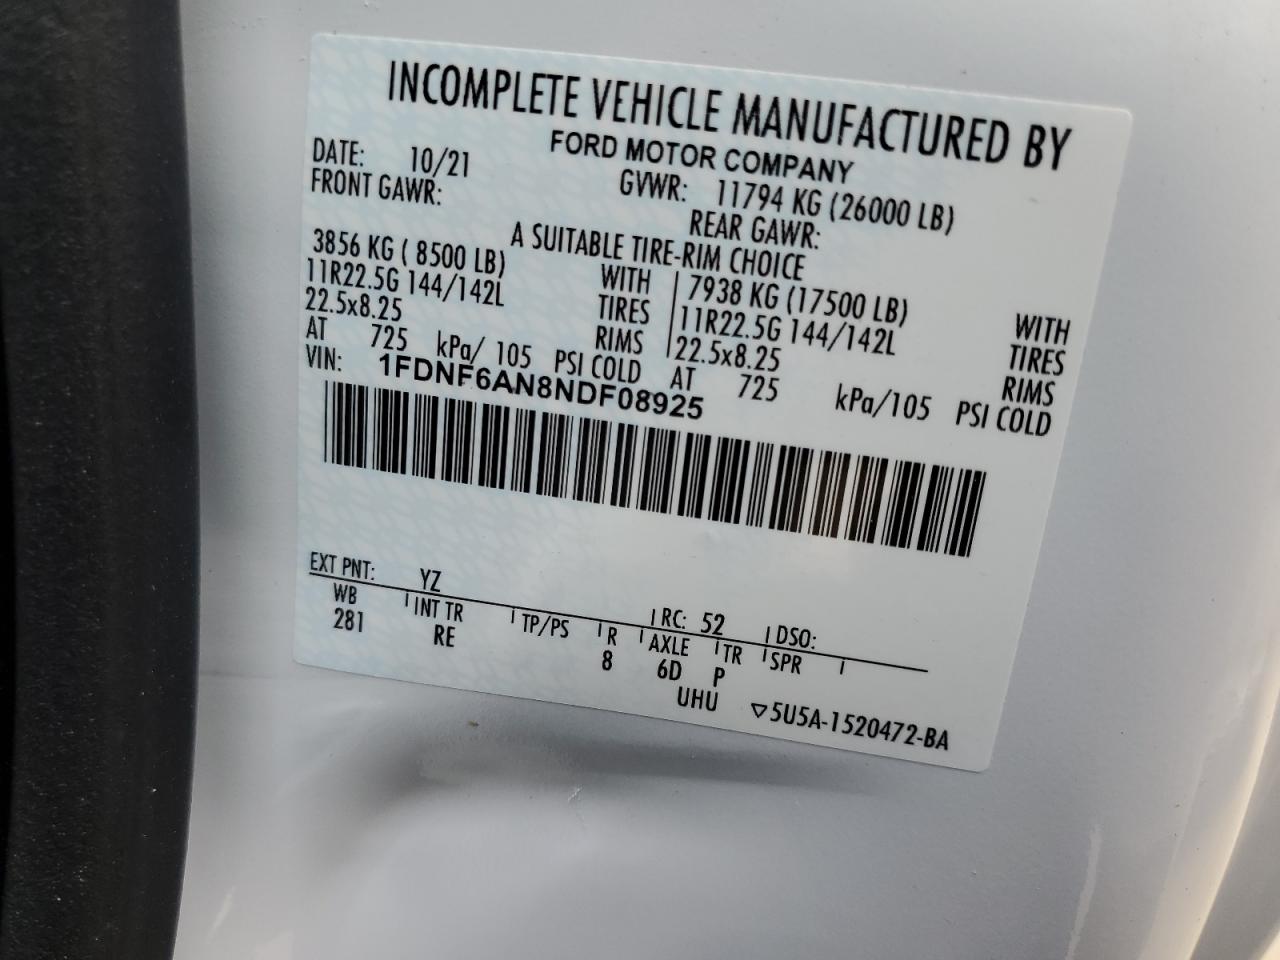 INCOMPLETE VEHICLE MANUFACTURED BY
FORD MOTOR COMPANY
DATE: 10/21 GVWR: 11794 KG (26000 LB)
FRONT GAWR: REAR GAWR:
A SUITABLE TIRE-RIM CHOICE
3856 KG ( 8500 LB) WITH 7938 KG (17500 LB) WITH
11R22.5G 144/142L TIRES 11R22.5G 144/142L TIRES
22.5x8.25 RIMS 22.5x8.25 RIMS
AT 725 kPa/ 105 PSI COLD AT 725 kPa/105 PSI COLD
VIN: 1FDNF6AN8NDF08925
EXT PNT: YZ RC: 52 DSO:
WB INT TR TP/PS R AXLE TR SPR
281 RE 8 6D P
UHU ▽5U5A-1520472-BA